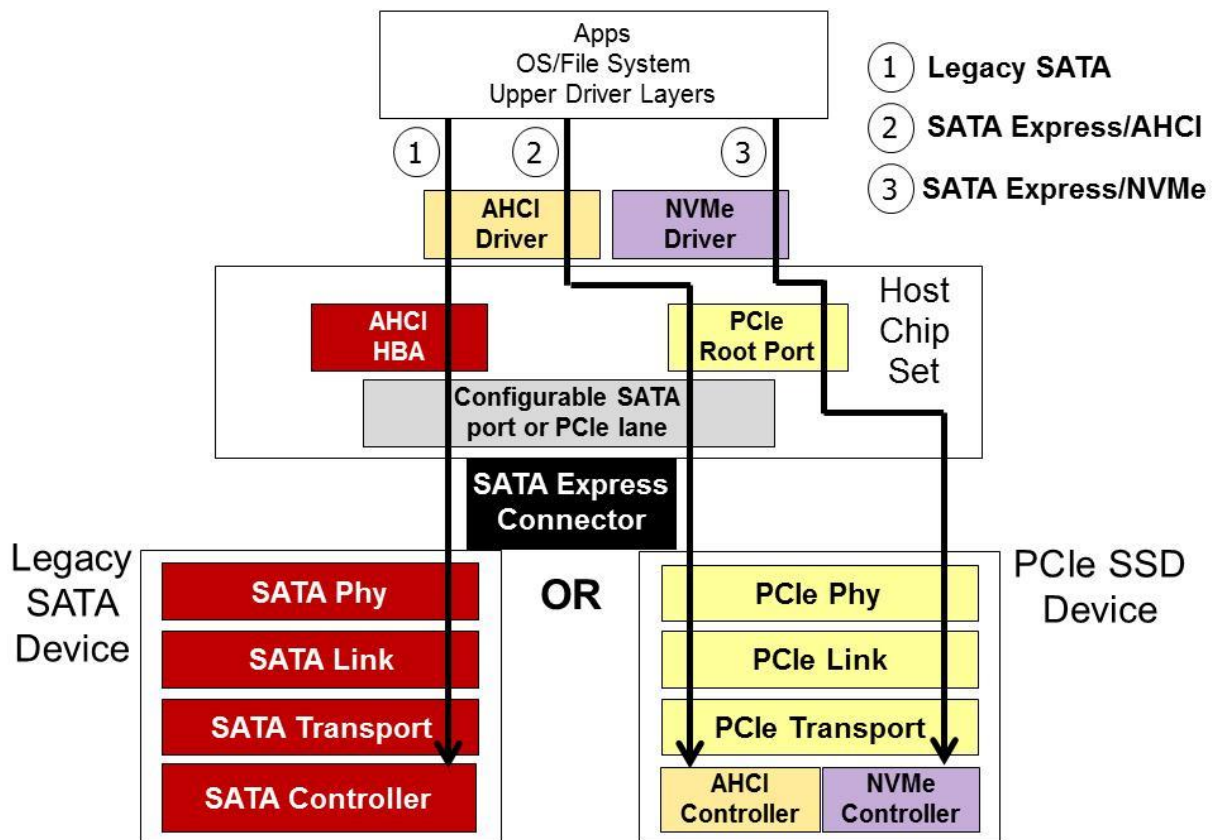 Apps
OS/File System
Upper Driver Layers
1 Legacy SATA
2 SATA Express/AHCI
3 SATA Express/NVMe
1
2
3
AHCI
Driver
NVMe
Driver
Host
Chip
Set
AHCI
HBA
PCIe
Root Port
Configurable SATA
port or PCIe lane
SATA Express
Connector
Legacy
SATA
Device
SATA Phy
SATA Link
SATA Transport
SATA Controller
OR
PCIe SSD
Device
PCIe Phy
PCIe Link
PCIe Transport
AHCI
Controller
NVMe
Controller